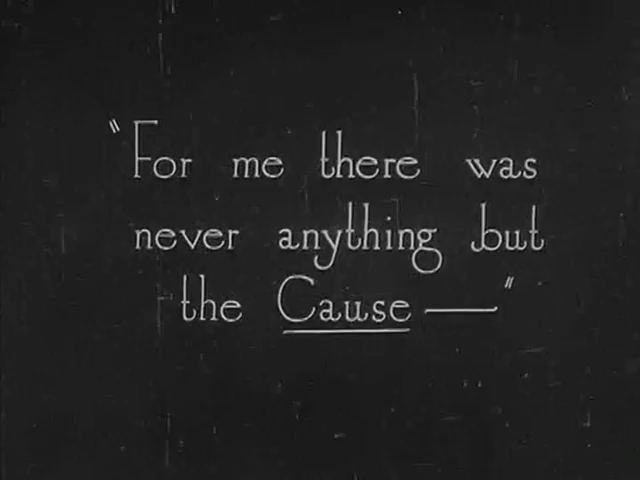 "For me there was
never anything but
the Cause —"